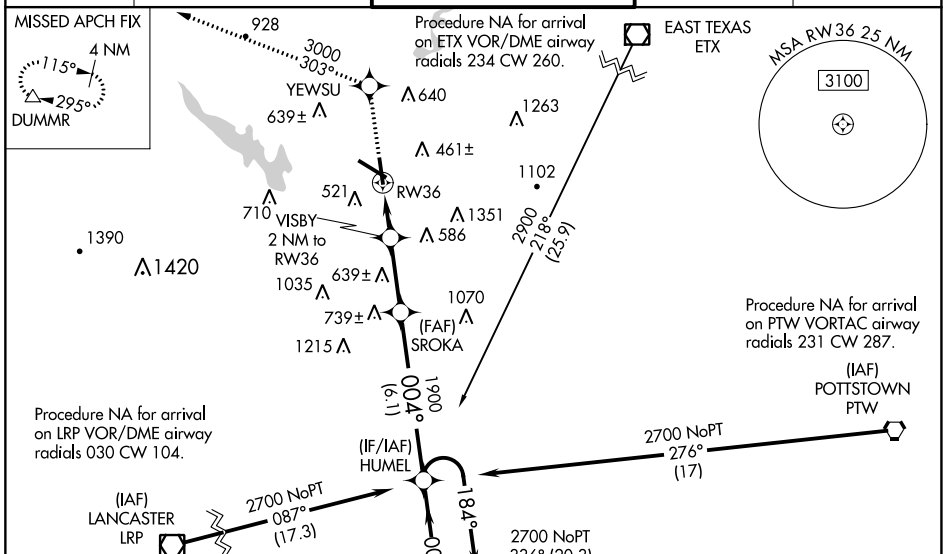 MISSED APCH FIX
4 NM
115°
295°
DUMMR
928
3000
303°
YEWSU
639±
640
Procedure NA for arrival
on ETX VOR/DME airway
radials 234 CW 260.
EAST TEXAS
ETX
MSA RW 36 25 NM
3100
1263
461±
1102
521
RW36
710
VISBY
2 NM to
RW36
1351
586
2900
218°
(25.9)
1390
1420
639±
1035
739±
1070
(FAF)
SROKA
1215
Procedure NA for arrival
on PTW VORTAC airway
radials 231 CW 287.
(IAF)
POTTSTOWN
PTW
1900
004°
(6.1)
Procedure NA for arrival
on LRP VOR/DME airway
radials 030 CW 104.
(IF/IAF)
HUMEL
2700 NoPT
276°
(17)
(IAF)
LANCASTER
LRP
2700 NoPT
087°
(17.3)
184°
2700 NoPT